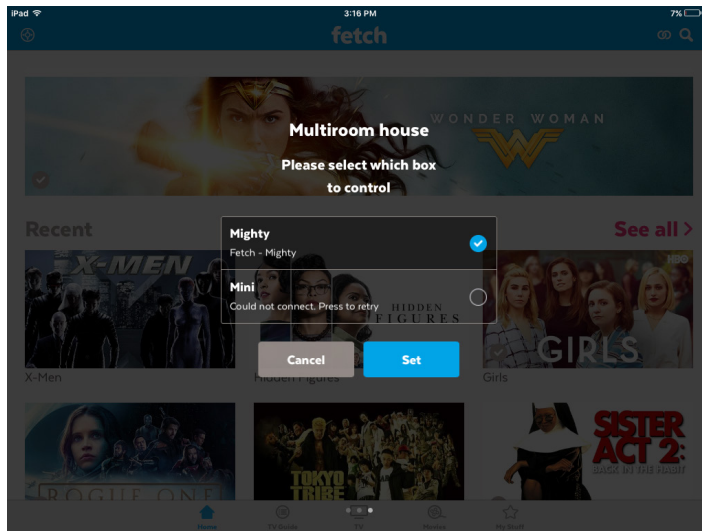 iPad
3:16 PM
7%
fetch
WONDER WOMAN
Multiroom house
Please select which box
to control
Recent
See all >
Mighty
Fetch - Mighty
Mini
Could not connect. Press to retry
X-MEN
HIDDEN
FIGURES
HBO
GIRLS
Cancel
Set
X-Men
Hidden Figures
Girls
ROGUE ONE
TOKYO
TRIBE
SISTER
ACT 2:
BACK IN THE HABIT
Home
TV Guide
TV
Movies
My Stuff